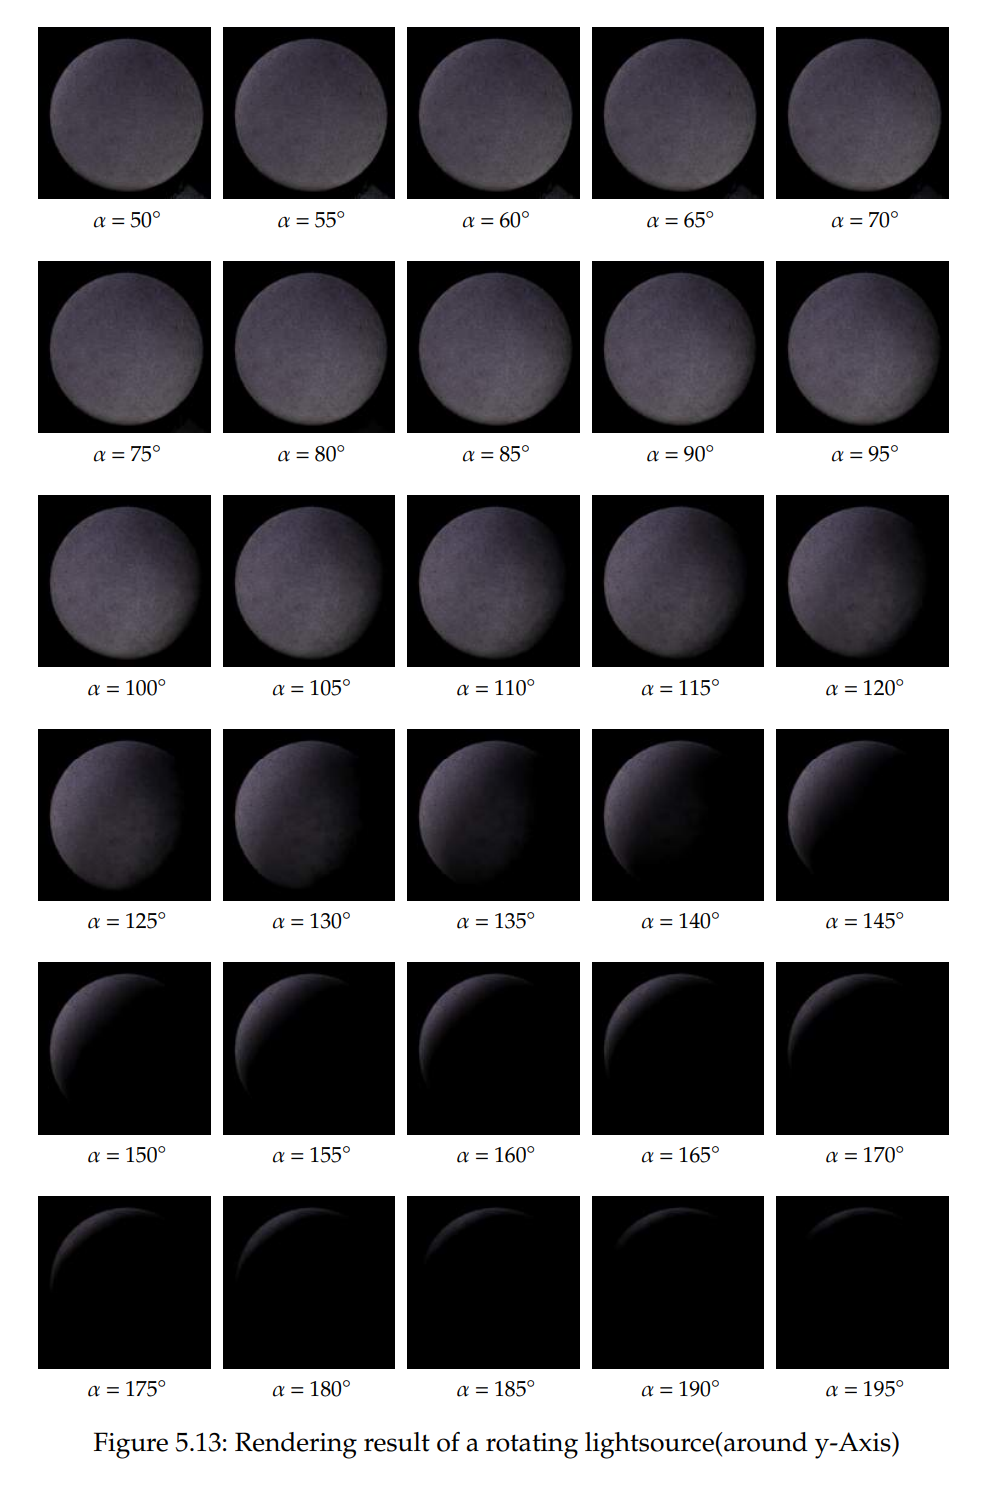 α = 50° α = 55° α = 60° α = 65° α = 70°
α = 75° α = 80° α = 85° α = 90° α = 95°
α = 100° α = 105° α = 110° α = 115° α = 120°
α = 125° α = 130° α = 135° α = 140° α = 145°
α = 150° α = 155° α = 160° α = 165° α = 170°
α = 175° α = 180° α = 185° α = 190° α = 195°
Figure 5.13: Rendering result of a rotating lightsource(around y-Axis)